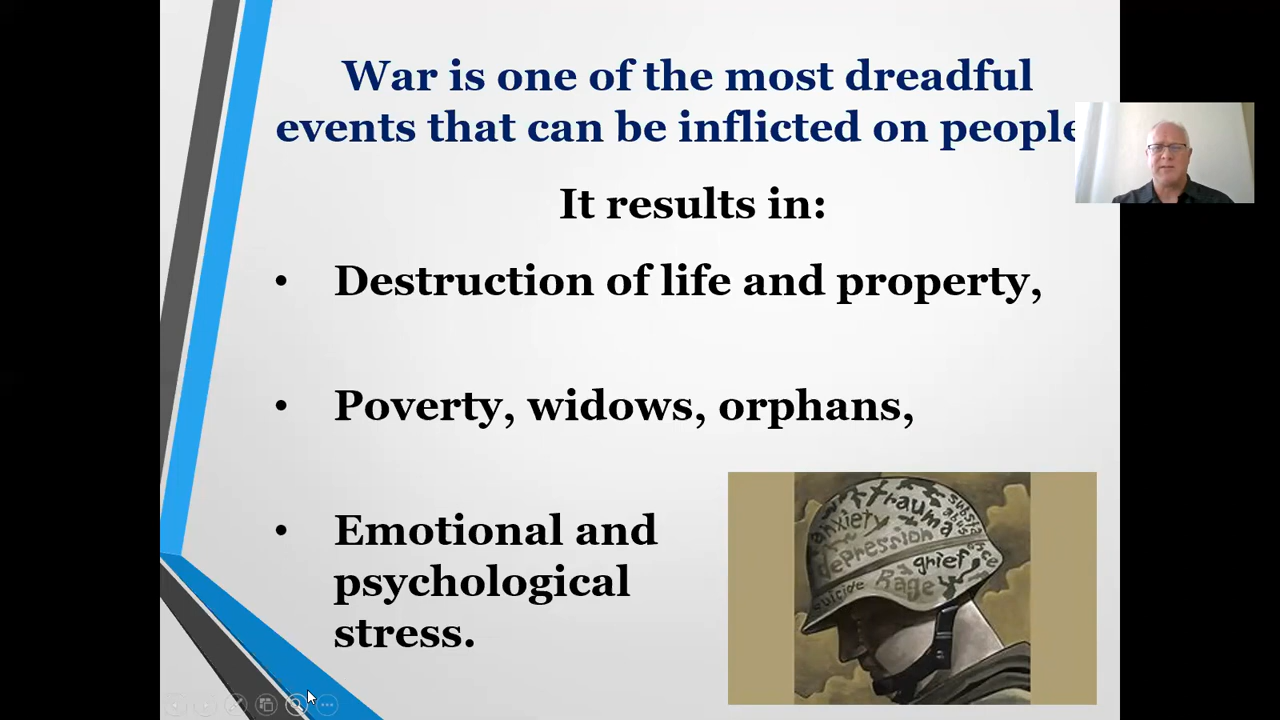 War is one of the most dreadful
events that can be inflicted on people
It results in:
• Destruction of life and property,
• Poverty, widows, orphans,
• Emotional and
psychological
stress.
trauma
anxiety
depression
grief
suicide Rage